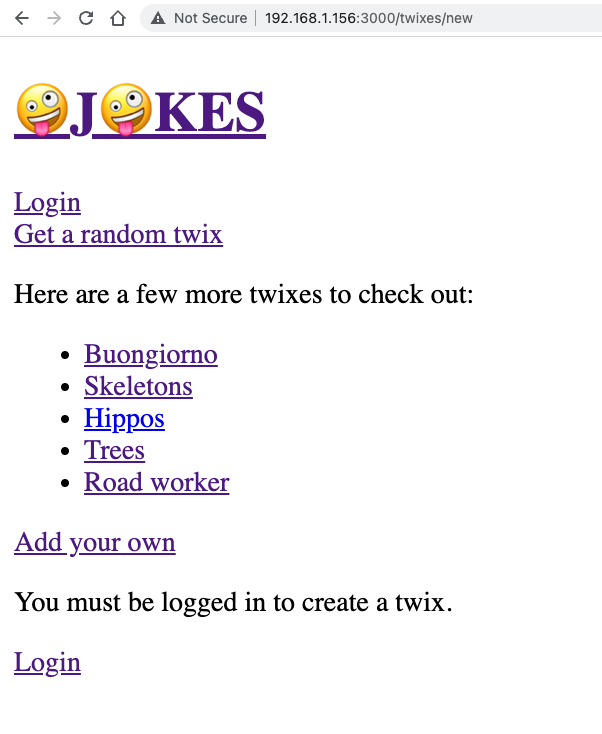 Not Secure | 192.168.1.156:3000/twixes/new
🤪J🤪KES
Login
Get a random twix
Here are a few more twixes to check out:
Buongiorno
Skeletons
Hippos
Trees
Road worker
Add your own
You must be logged in to create a twix.
Login